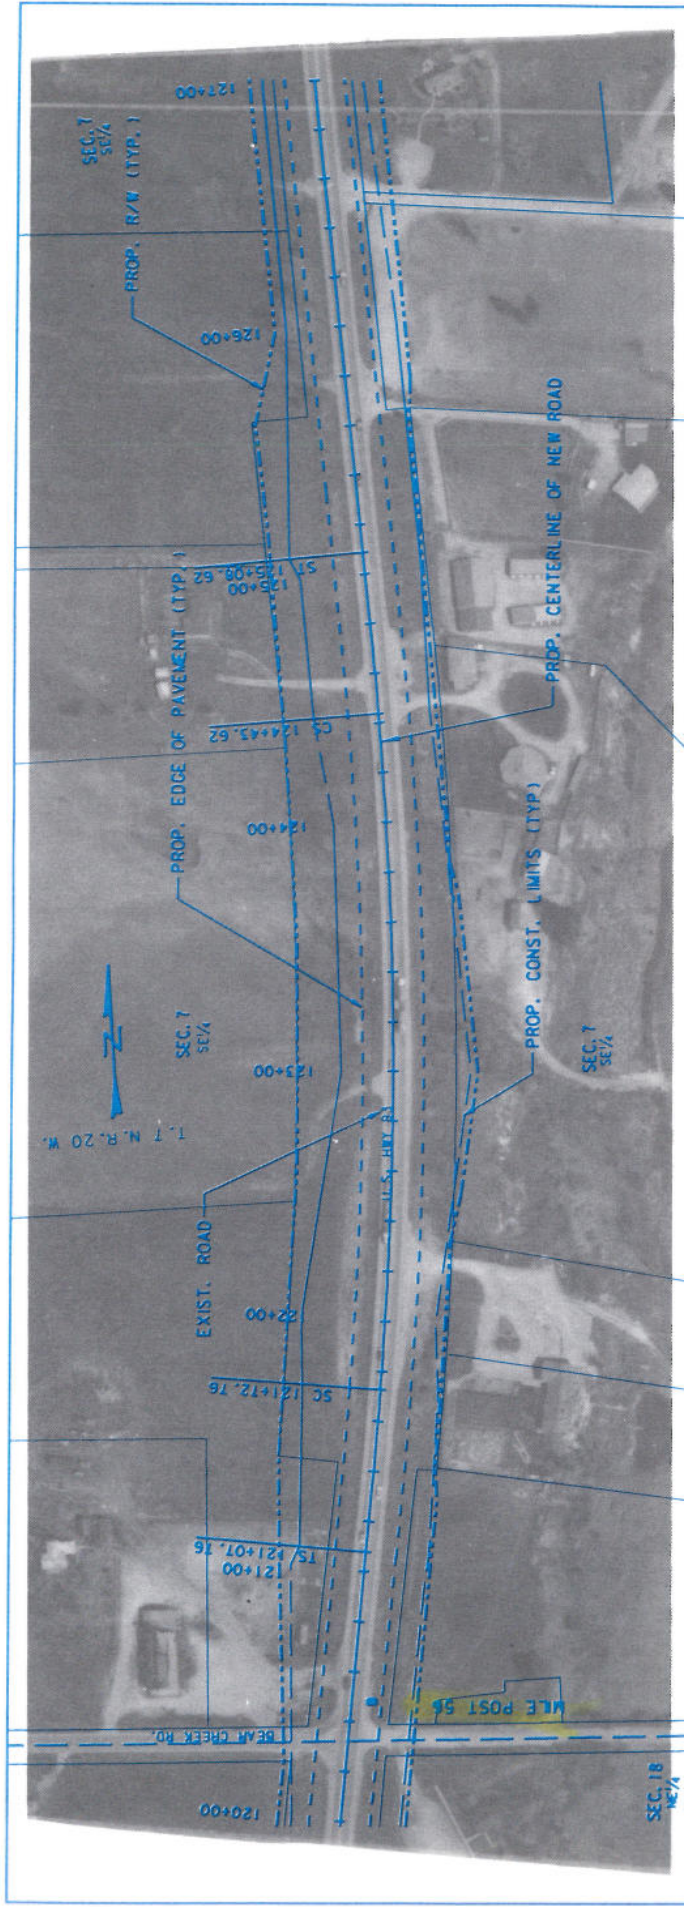 127+00
SEC. 7
SE¼
PROP. R/W (TYP.)
126+00
PROP. CENTERLINE OF NEW ROAD
ST 125+08.62
125+00
PROP. EDGE OF PAVEMENT (TYP.)
CS 124+43.62
124+00
PROP. CONST. LIMITS (TYP)
SEC. 7
SE¼
SEC. 7
SE¼
123+00
T. 7 N. R. 20 W.
U.S. HWY 93
EXIST. ROAD
122+00
SC 121+72.76
TS 121+07.76
121+00
MILE POST 56
BEAR CREEK RD.
120+00
SEC. 18
NE¼